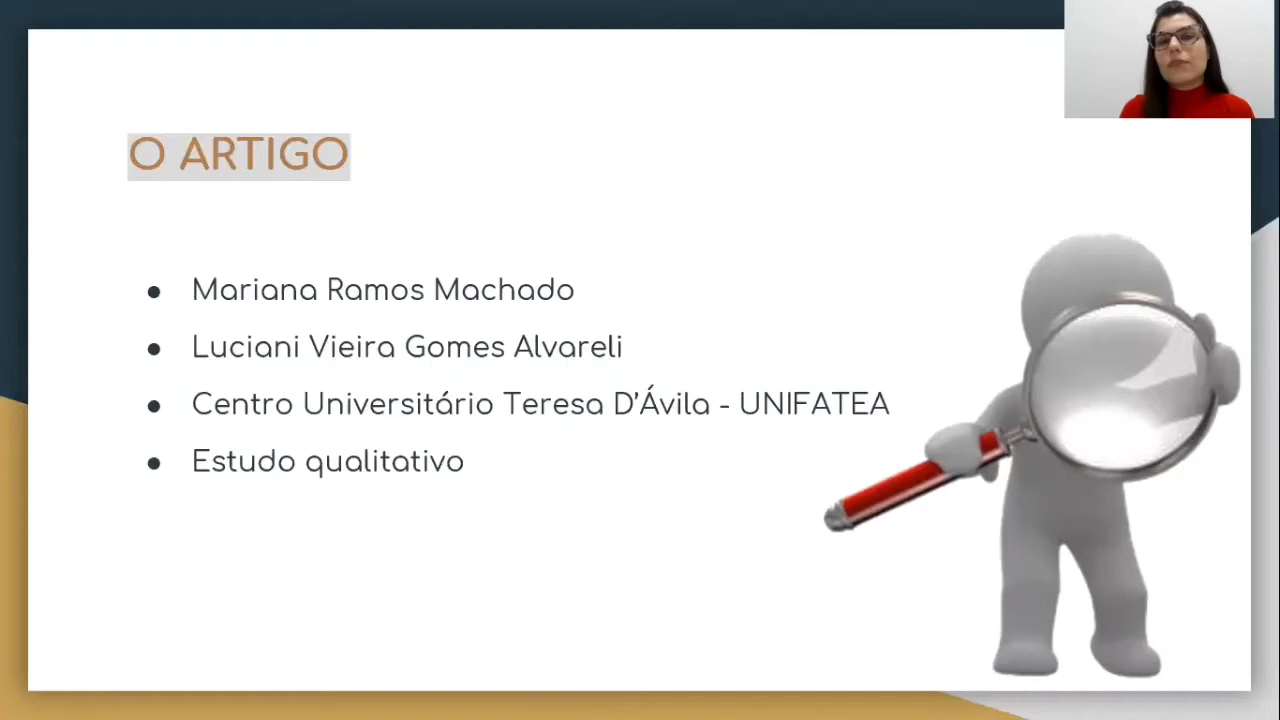 O ARTIGO
● Mariana Ramos Machado
● Luciani Vieira Gomes Alvareli
● Centro Universitário Teresa D’Ávila - UNIFATEA
● Estudo qualitativo